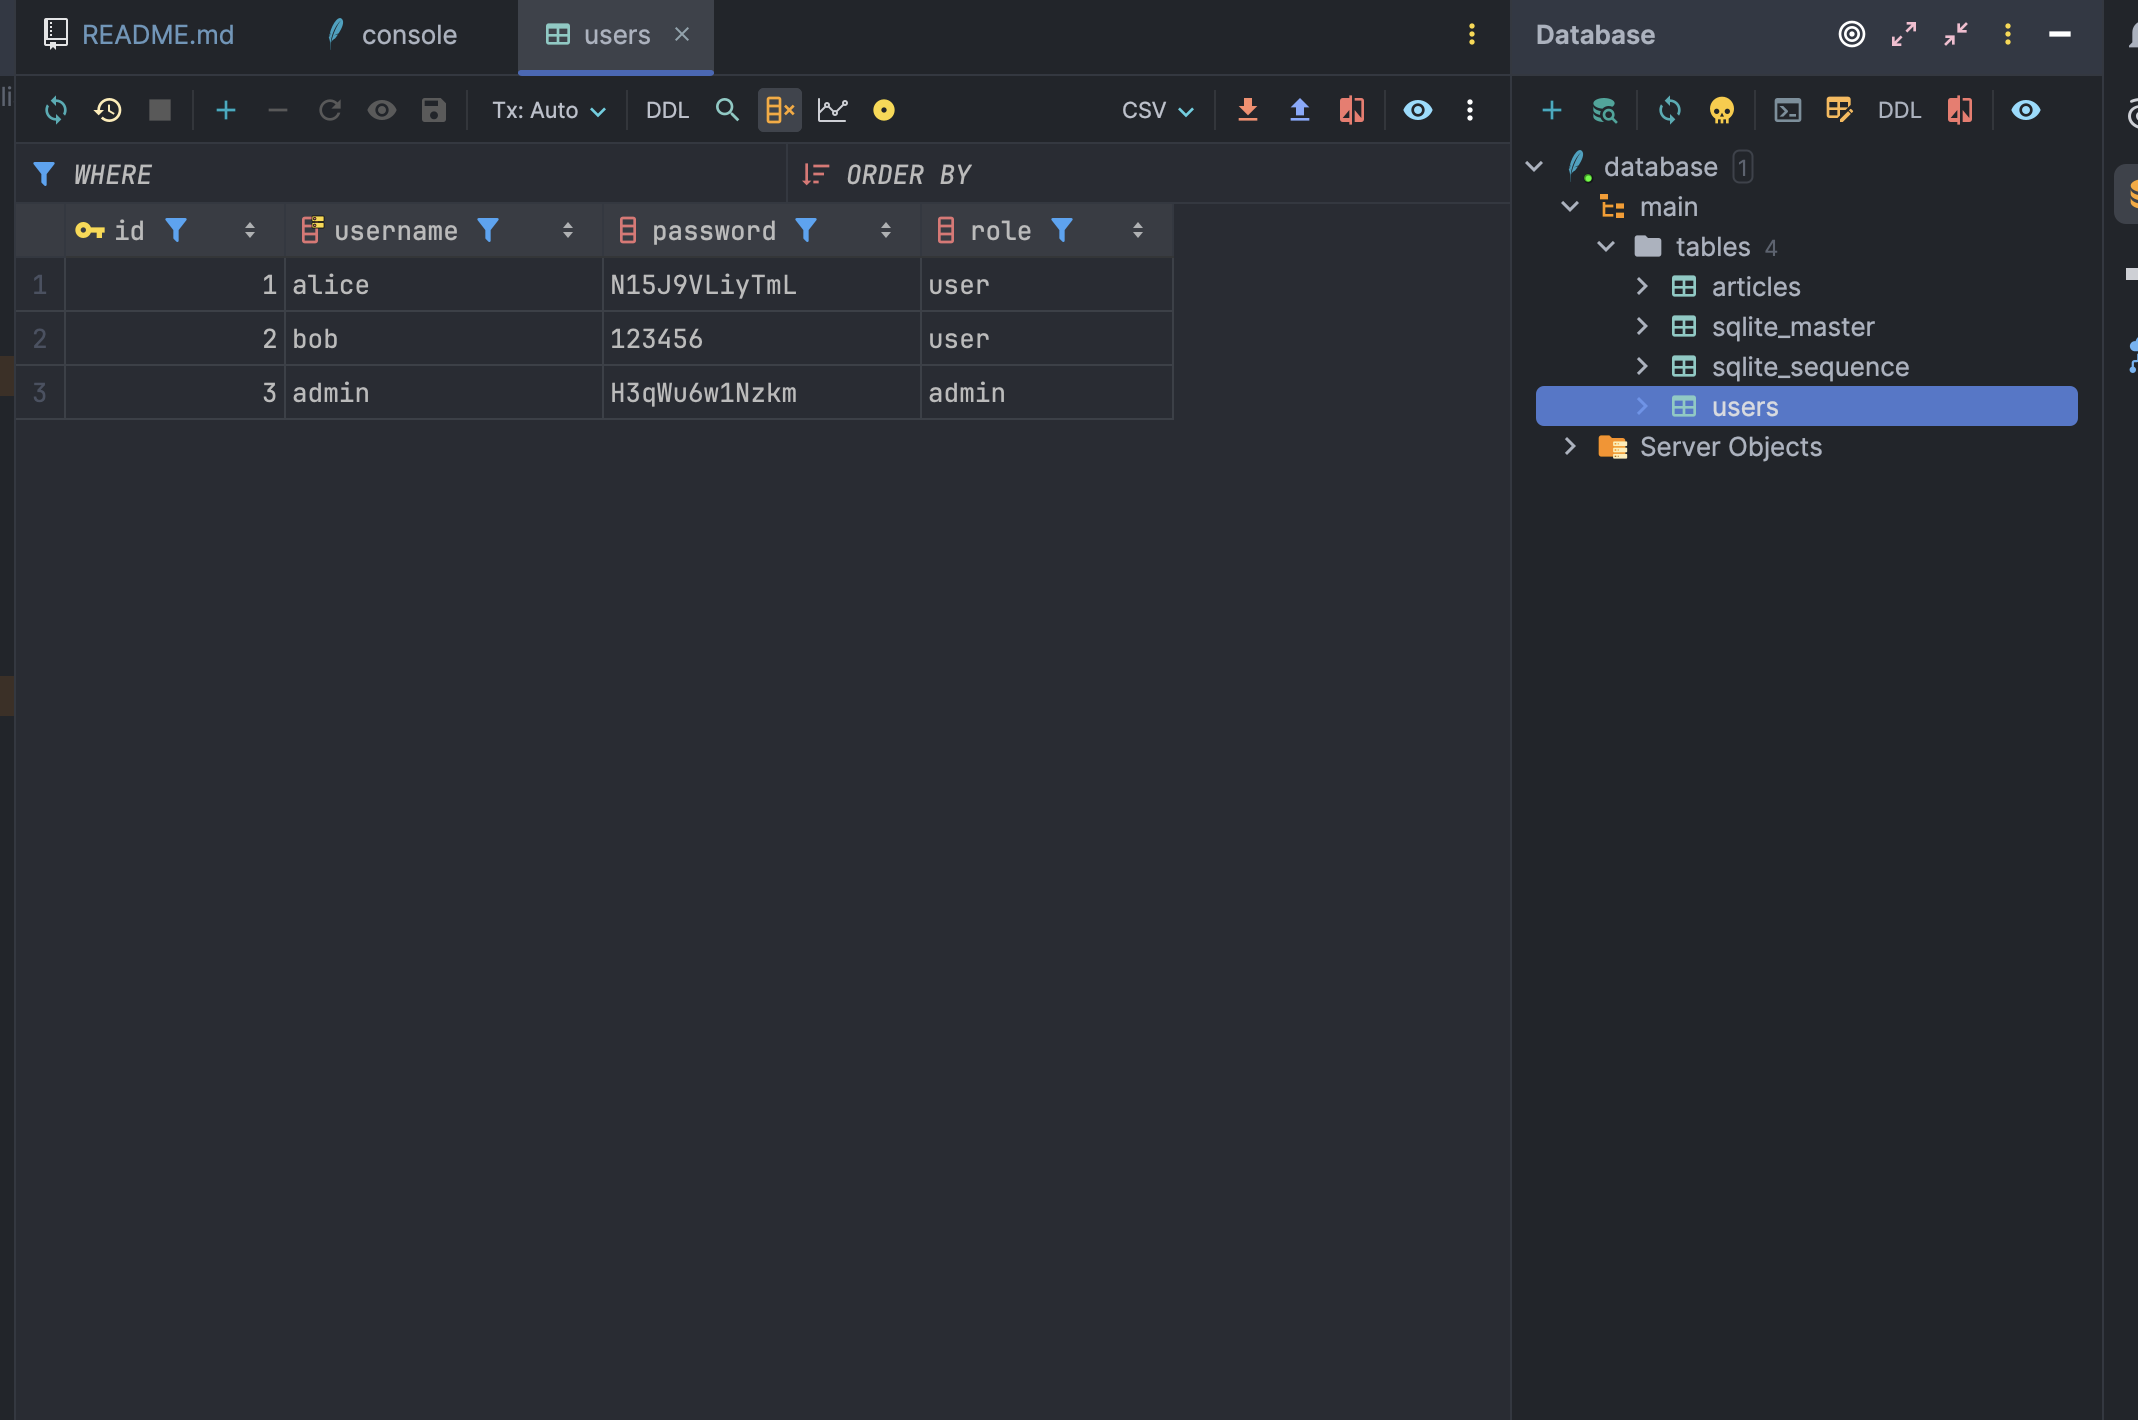 README.md console users
Database
Tx: Auto DDL CSV
DDL
WHERE ORDER BY
id username password role
1 1 alice N15J9VLiyTmL user
2 2 bob 123456 user
3 3 admin H3qWu6w1Nzkm admin
database 1
main
tables 4
articles
sqlite_master
sqlite_sequence
users
Server Objects